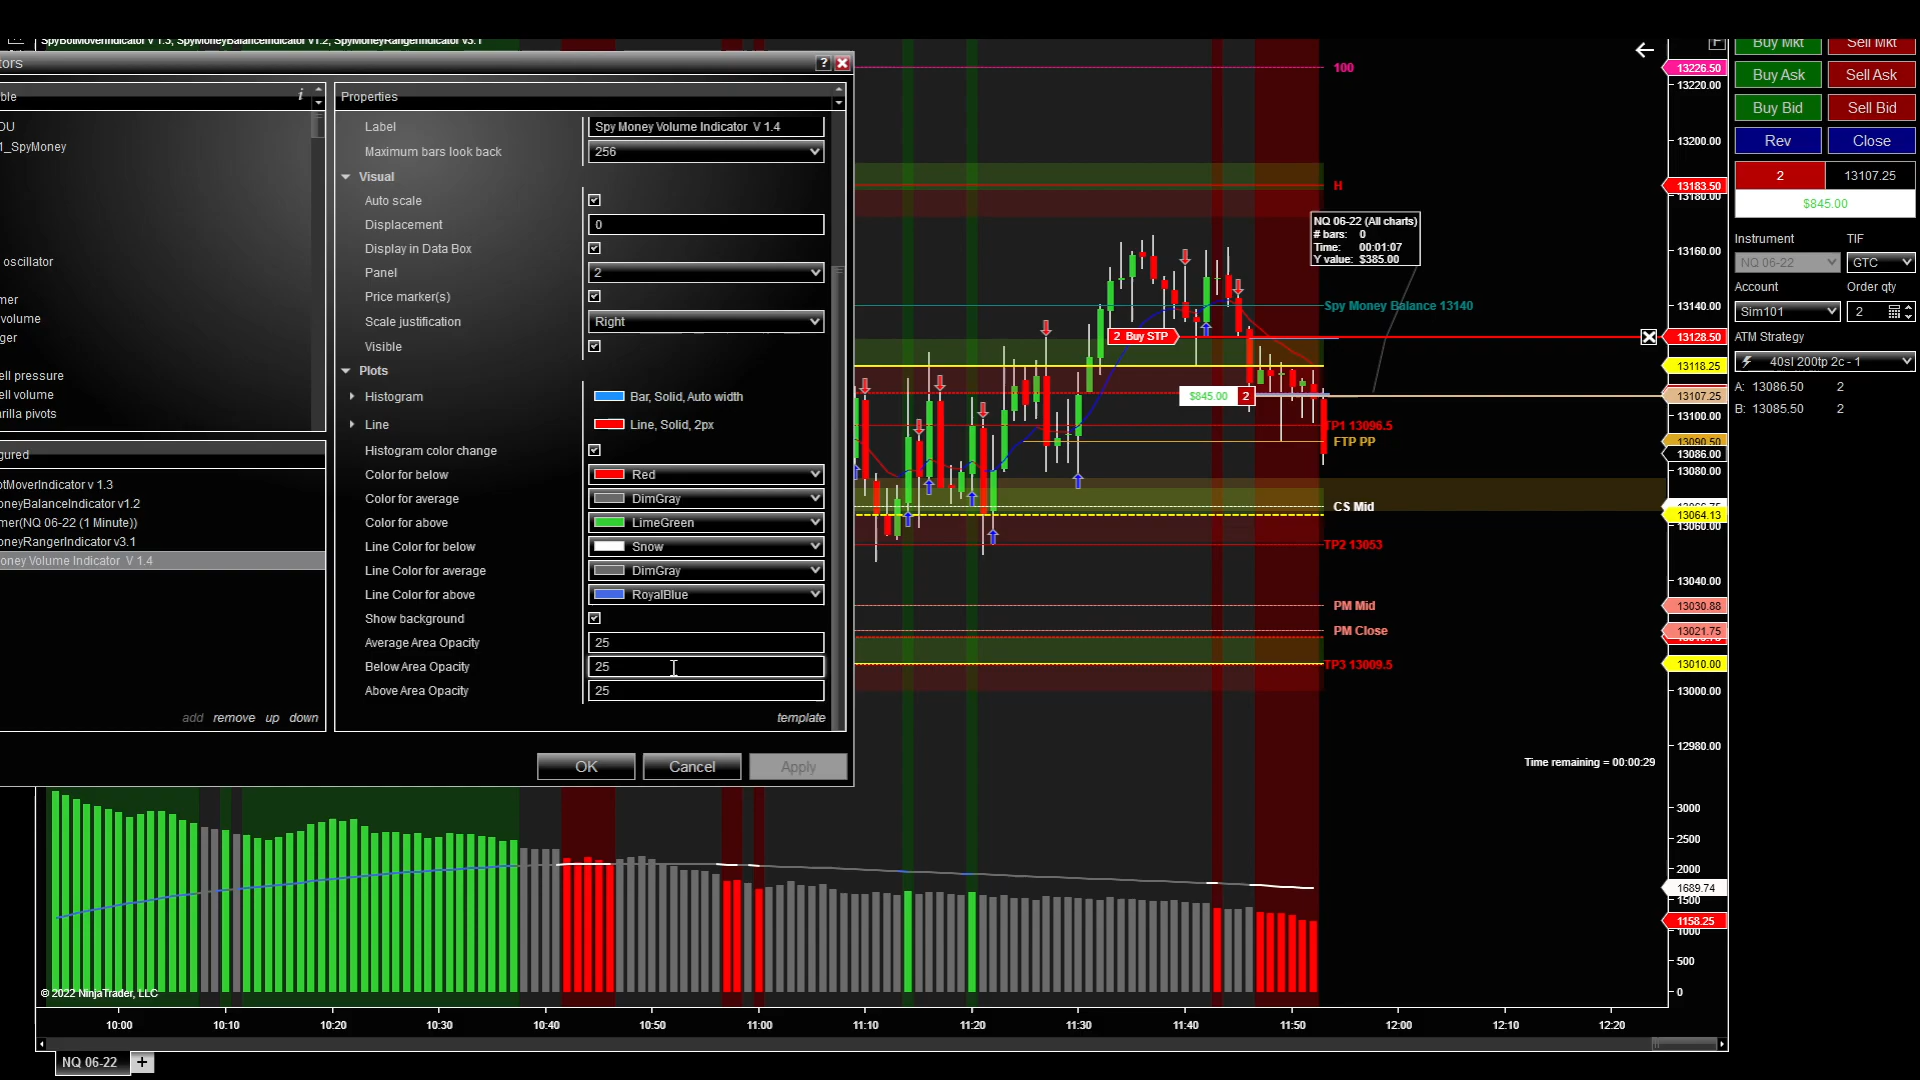 SpyBotMoverIndicator V 1.3, SpyMoneyBalanceIndicator V1.2, SpyMoneyRangerIndicator V3.1
tors
?
ble
i
OU
1_SpyMoney
oscillator
mer
volume
ger
ell pressure
ell volume
arilla pivots
gured
otMoverIndicator v 1.3
oneyBalanceIndicator v1.2
mer(NQ 06-22 (1 Minute))
oneyRangerIndicator v3.1
oney Volume Indicator V 1.4
add remove up down
Properties
Label Spy Money Volume Indicator V 1.4
Maximum bars look back 256
Visual
Auto scale
Displacement 0
Display in Data Box
Panel 2
Price marker(s)
Scale justification Right
Visible
Plots
Histogram Bar, Solid, Auto width
Line Line, Solid, 2px
Histogram color change
Color for below Red
Color for average DimGray
Color for above LimeGreen
Line Color for below Snow
Line Color for average DimGray
Line Color for above RoyalBlue
Show background
Average Area Opacity 25
Below Area Opacity 25
Above Area Opacity 25
template
OK Cancel Apply
100
H
NQ 06-22 (All charts)
# bars: 0
Time: 00:01:07
Y value: $385.00
Spy Money Balance 13140
2 Buy STP
$845.00 2
TP1 13096.5
FTP PP
CS Mid
TP2 13053
PM Mid
PM Close
TP3 13009.5
Time remaining = 00:00:29
F
13226.50
13220.00
13200.00
13183.50
13180.00
13160.00
13140.00
13128.50
13118.25
13107.25
13100.00
13090.50
13086.00
13080.00
13064.13
13060.00
13040.00
13030.88
13021.75
13010.00
13000.00
12980.00
3000
2500
2000
1689.74
1500
1158.25
1000
500
0
Buy Mkt Sell Mkt
Buy Ask Sell Ask
Buy Bid Sell Bid
Rev Close
2 13107.25
$845.00
Instrument TIF
NQ 06-22 GTC
Account Order qty
Sim101 2
ATM Strategy
40sl 200tp 2c - 1
A: 13086.50 2
B: 13085.50 2
© 2022 NinjaTrader, LLC
10:00 10:10 10:20 10:30 10:40 10:50 11:00 11:10 11:20 11:30 11:40 11:50 12:00 12:10 12:20
NQ 06-22 +